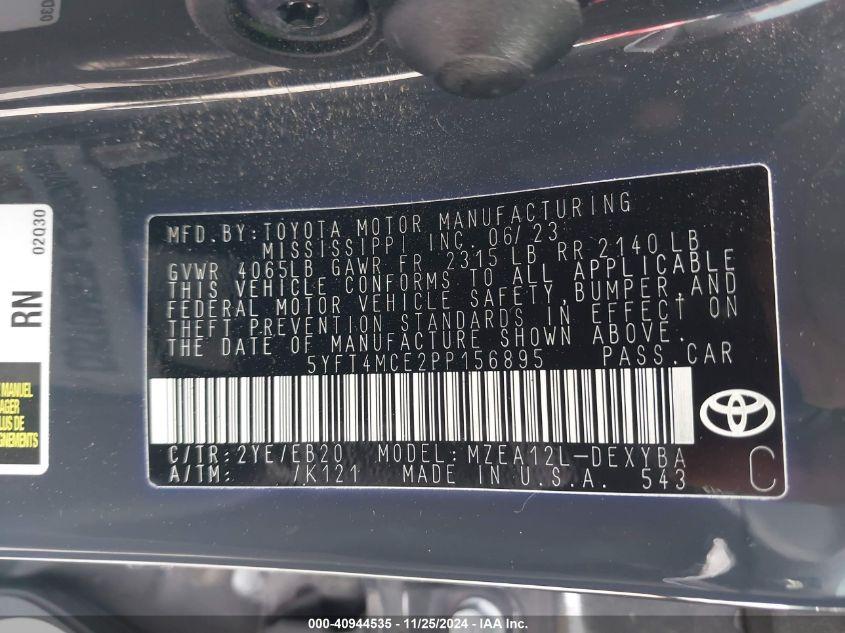 MFD. BY: TOYOTA MOTOR MANUFACTURING
MISSISSIPPI INC. 06/23
GVWR 4065LB GAWR FR 2315 LB RR 2140 LB
THIS VEHICLE CONFORMS TO ALL APPLICABLE
FEDERAL MOTOR VEHICLE SAFETY, BUMPER, AND
THEFT PREVENTION STANDARDS IN EFFECT ON
THE DATE OF MANUFACTURE SHOWN ABOVE.
5YFT4MCE2PP156895 PASS.CAR
C/TR: 2YE/EB20 MODEL: MZEA12L-DEXYBA
A/TM: /K121 MADE IN U.S.A. 543
C
02Q30
RN
MANUEL
AGER
LUS DE
GNEMENTS
000-40944535 - 11/25/2024 - IAA, Inc.